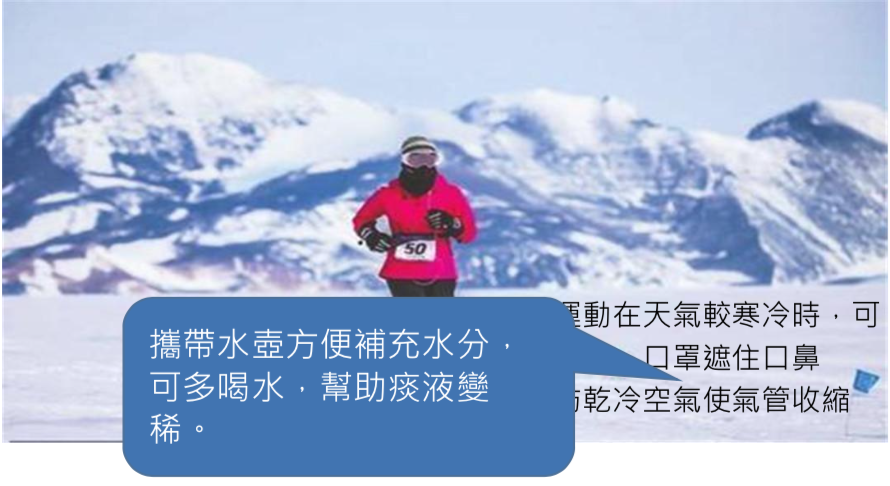 50
運動在天氣較寒冷時，可
口罩遮住口鼻
乾冷空氣使氣管收縮
攜帶水壺方便補充水分，
可多喝水，幫助痰液變
稀。